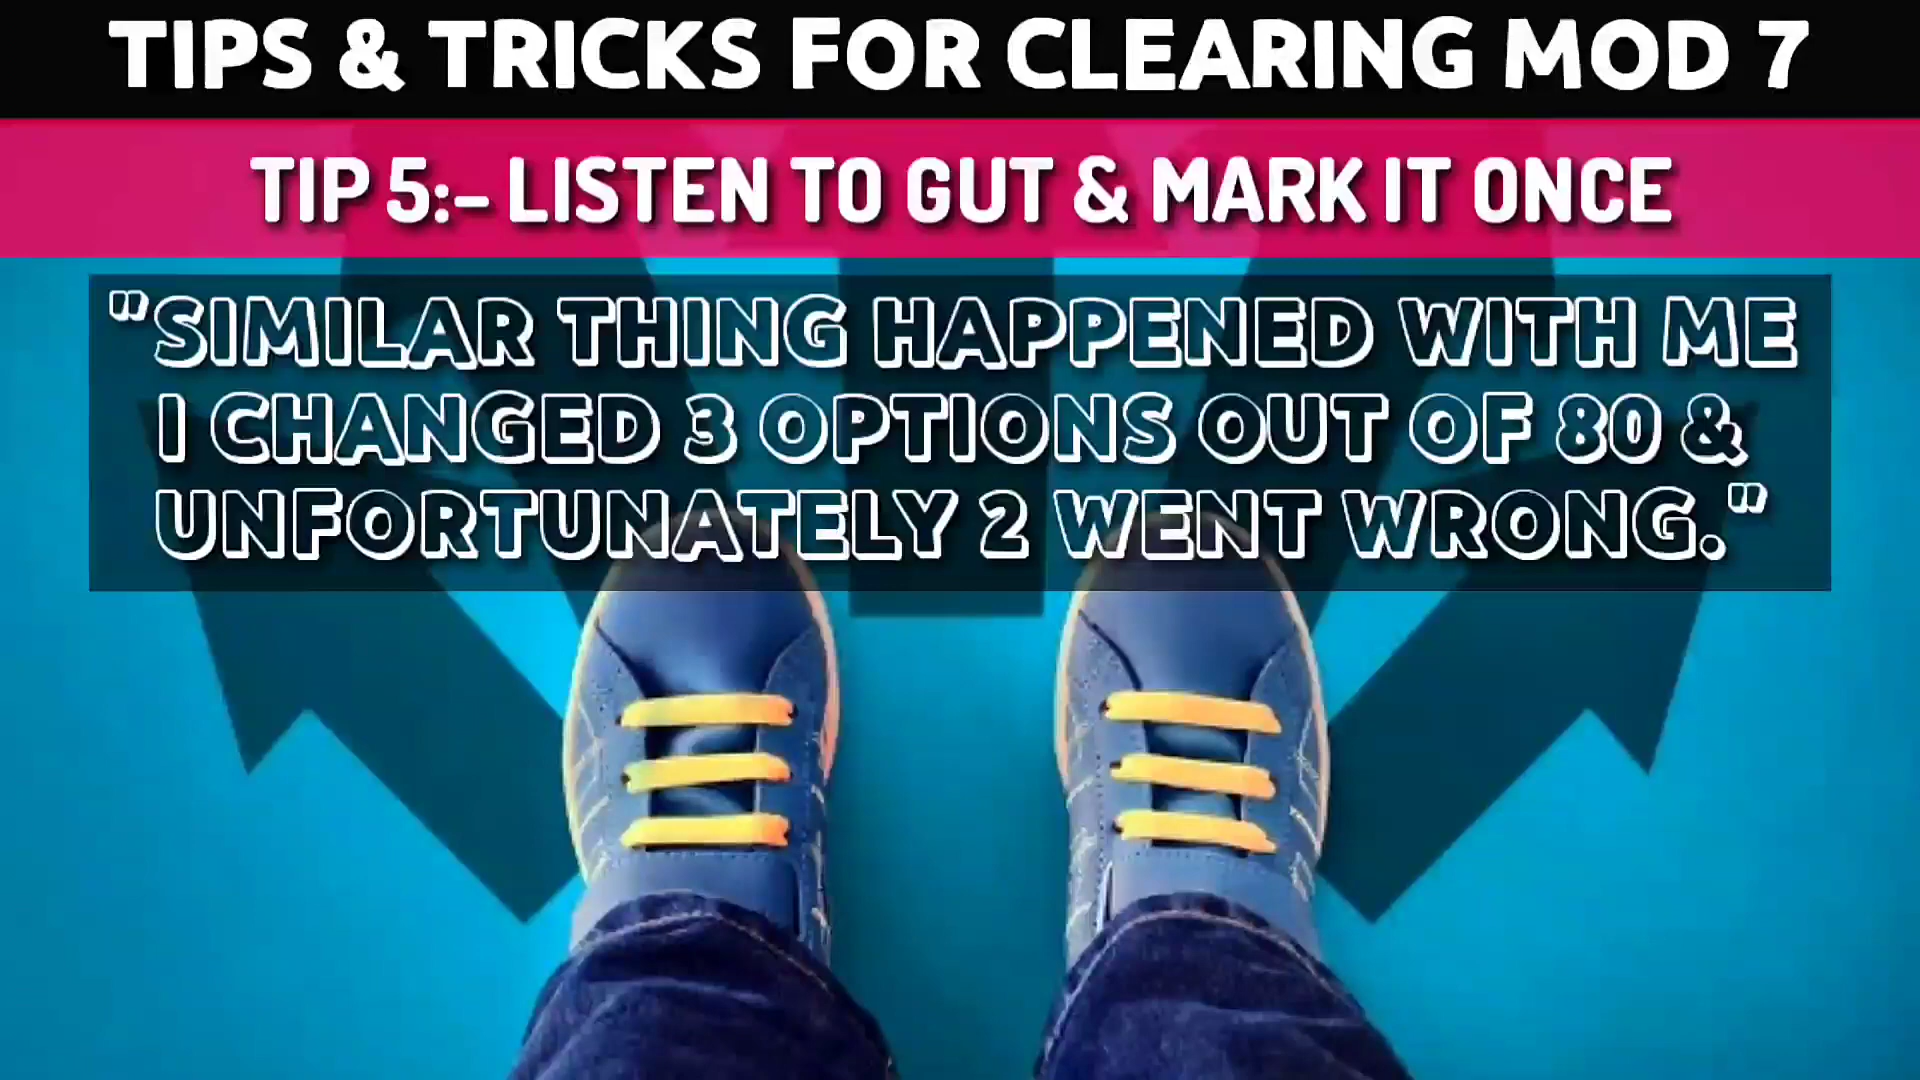 TIPS & TRICKS FOR CLEARING MOD 7
TIP 5:- LISTEN TO GUT & MARK IT ONCE
"SIMILAR THING HAPPENED WITH ME
I CHANGED 3 OPTIONS OUT OF 80 &
UNFORTUNATELY 2 WENT WRONG."